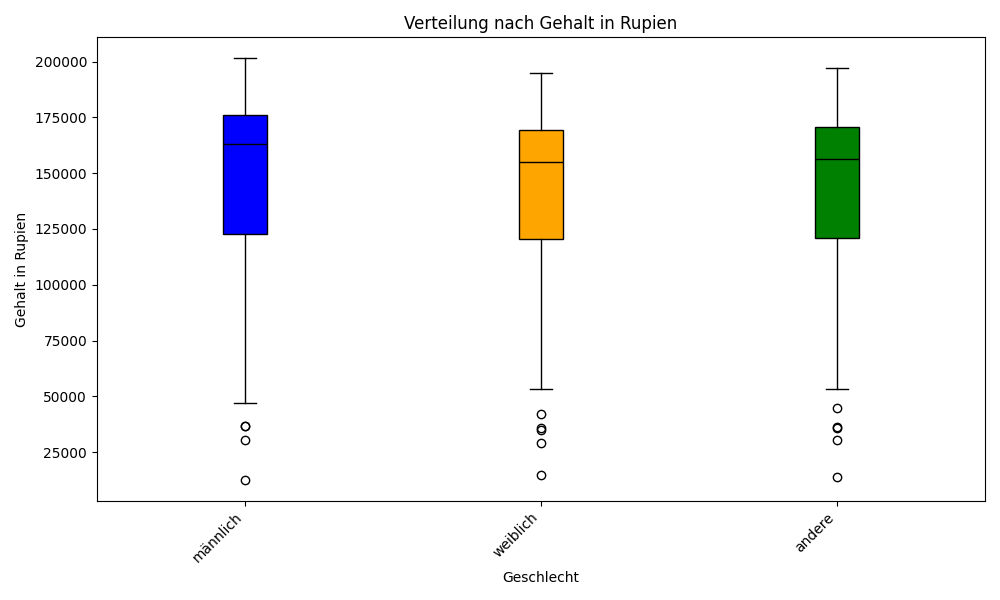 Verteilung nach Gehalt in Rupien
Gehalt in Rupien
200000
175000
150000
125000
100000
75000
50000
25000
männlich
weiblich
andere
Geschlecht